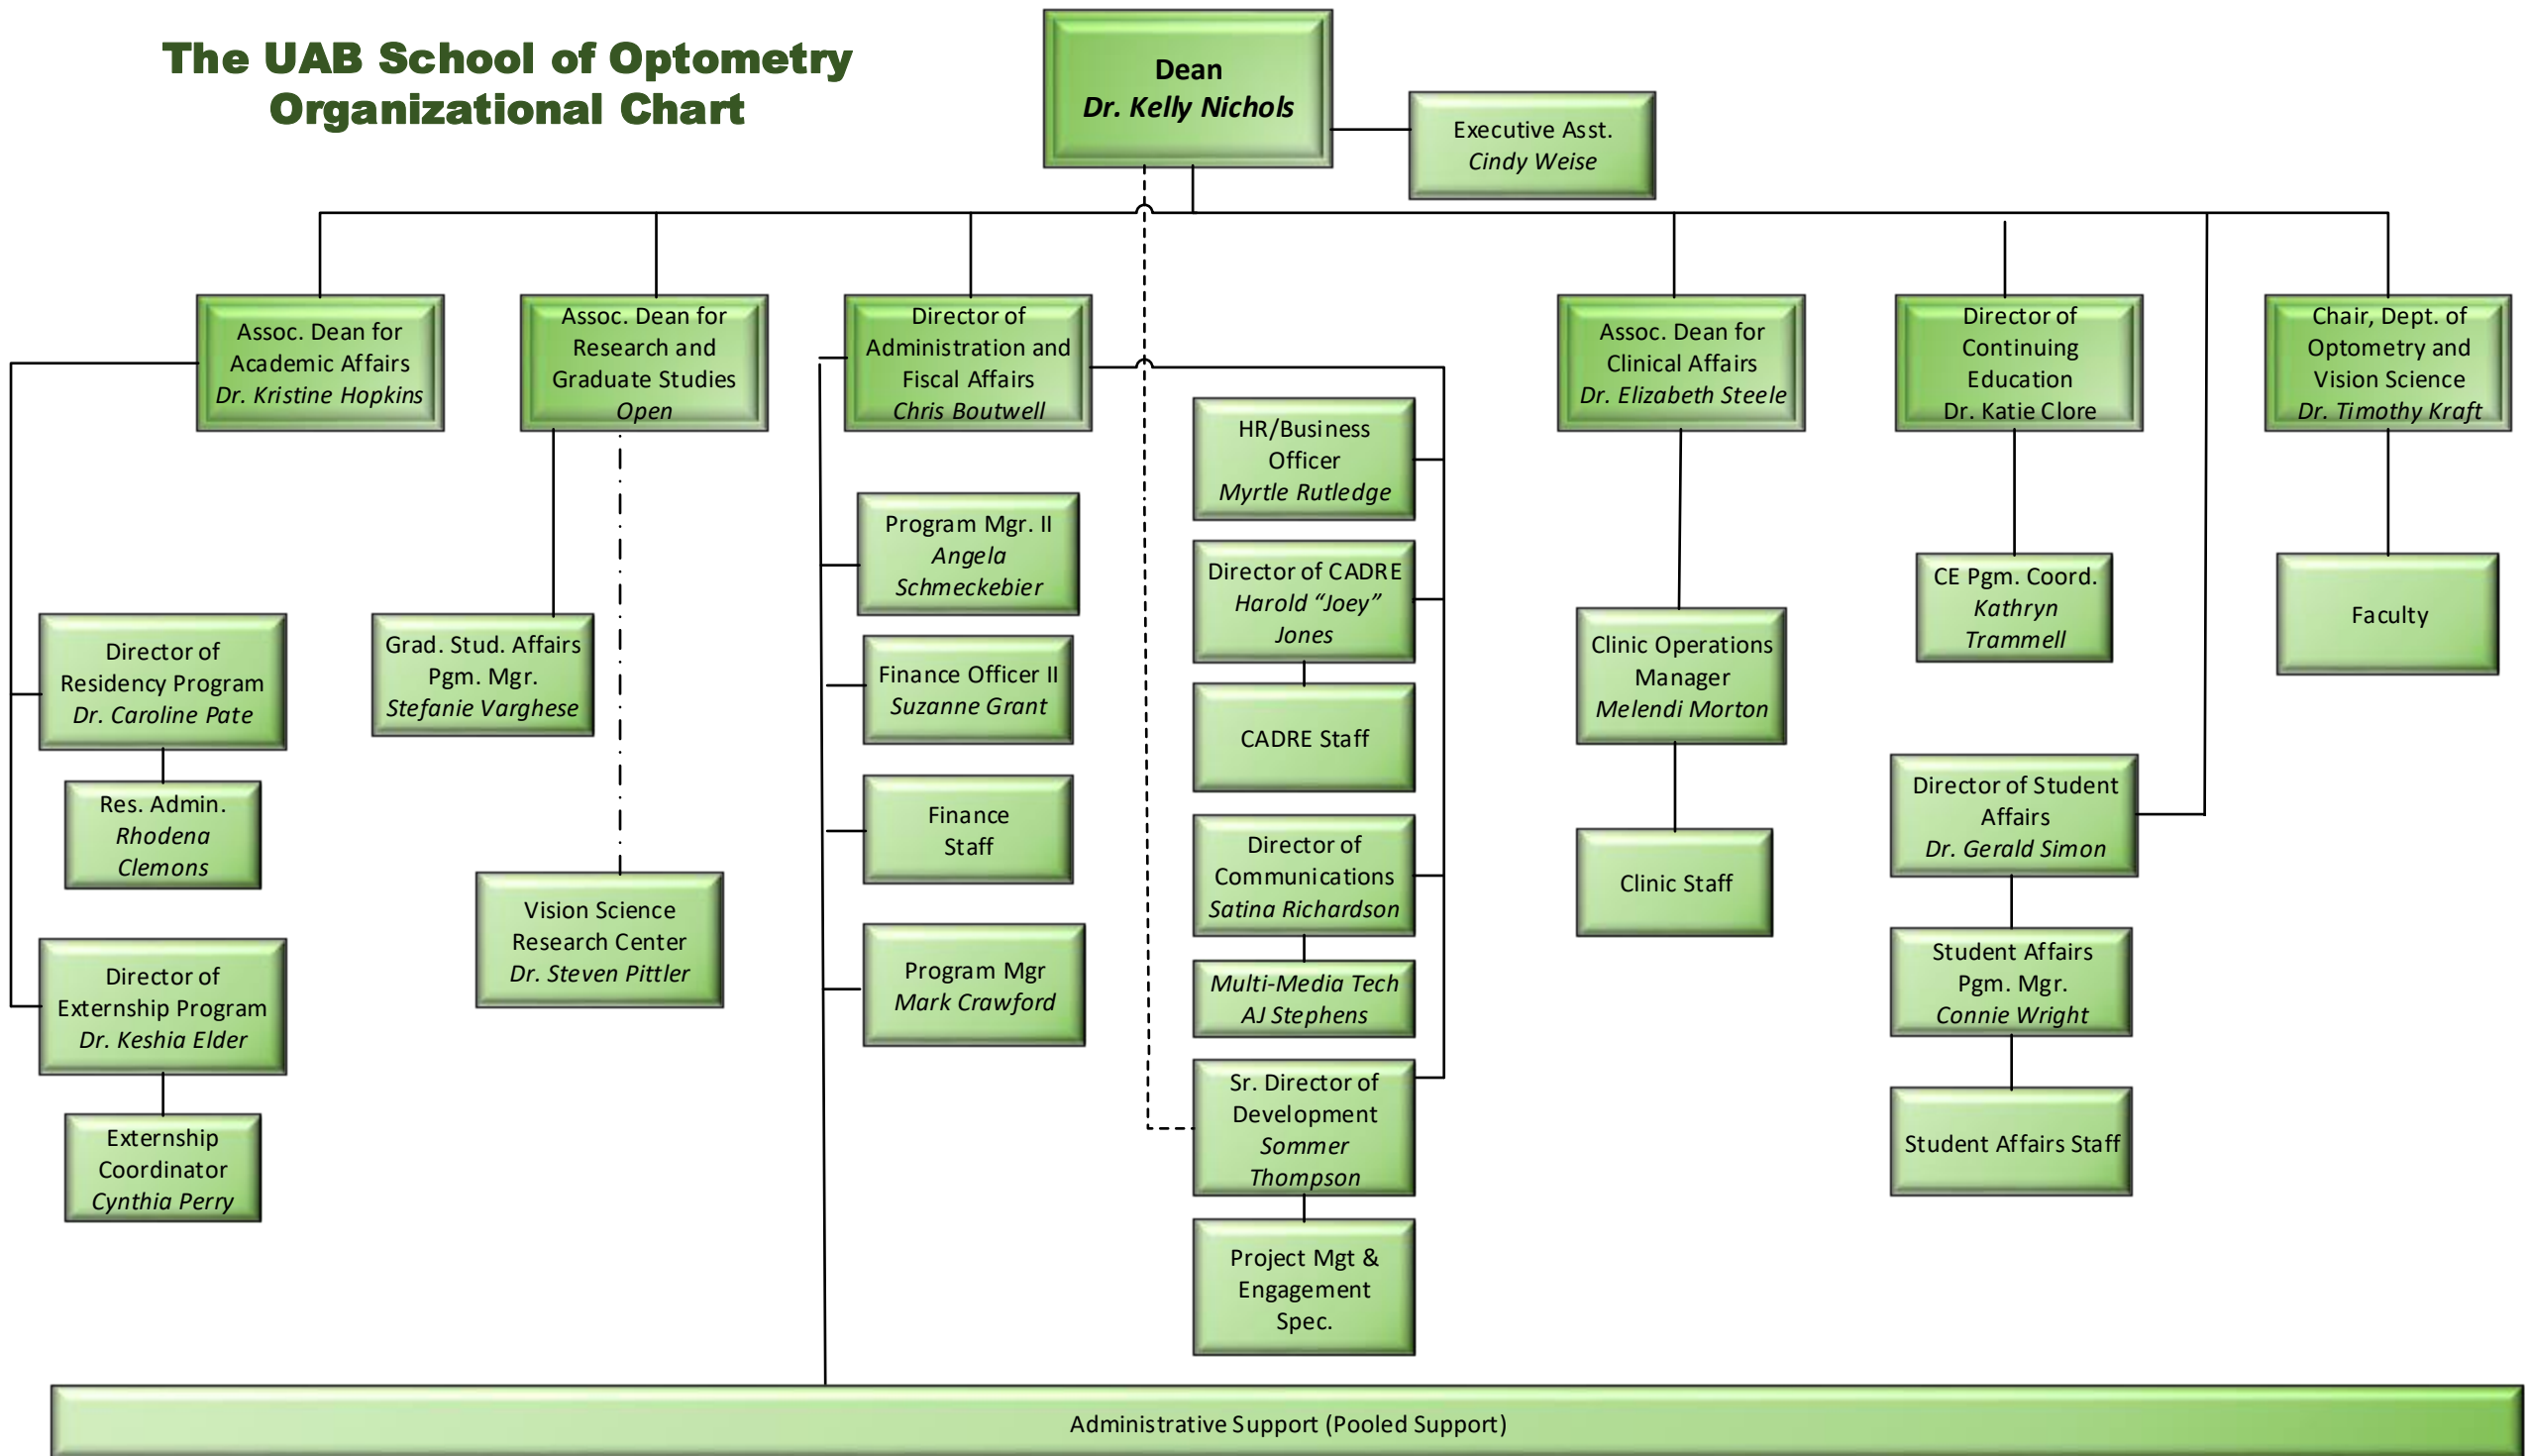 The UAB School of Optometry
Organizational Chart
Dean
Dr. Kelly Nichols
Executive Asst.
Cindy Weise
Assoc. Dean for
Academic Affairs
Dr. Kristine Hopkins
Assoc. Dean for
Research and
Graduate Studies
Open
Director of
Administration and
Fiscal Affairs
Chris Boutwell
Assoc. Dean for
Clinical Affairs
Dr. Elizabeth Steele
Director of
Continuing
Education
Dr. Katie Clore
Chair, Dept. of
Optometry and
Vision Science
Dr. Timothy Kraft
Director of
Residency Program
Dr. Caroline Pate
Res. Admin.
Rhodena
Clemons
Director of
Externship Program
Dr. Keshia Elder
Externship
Coordinator
Cynthia Perry
Grad. Stud. Affairs
Pgm. Mgr.
Stefanie Varghese
Vision Science
Research Center
Dr. Steven Pittler
Program Mgr. II
Angela
Schmeckebier
Finance Officer II
Suzanne Grant
Finance
Staff
Program Mgr
Mark Crawford
HR/Business
Officer
Myrtle Rutledge
Director of CADRE
Harold “Joey”
Jones
CADRE Staff
Director of
Communications
Satina Richardson
Multi-Media Tech
AJ Stephens
Sr. Director of
Development
Sommer
Thompson
Project Mgt &
Engagement
Spec.
Clinic Operations
Manager
Melendi Morton
Clinic Staff
CE Pgm. Coord.
Kathryn
Trammell
Director of Student
Affairs
Dr. Gerald Simon
Student Affairs
Pgm. Mgr.
Connie Wright
Student Affairs Staff
Faculty
Administrative Support (Pooled Support)